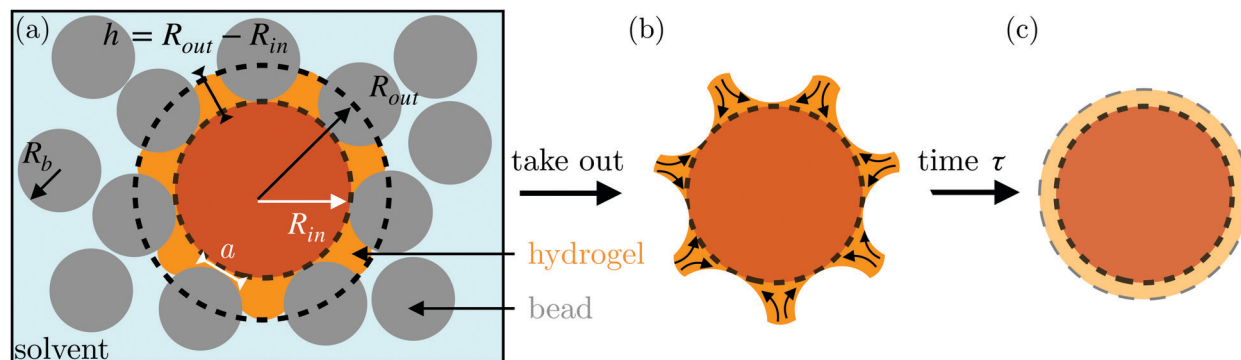 (a)
h = R_out − R_in
R_out
R_b
R_in
a
solvent
take out
hydrogel
bead
(b)
time τ
(c)